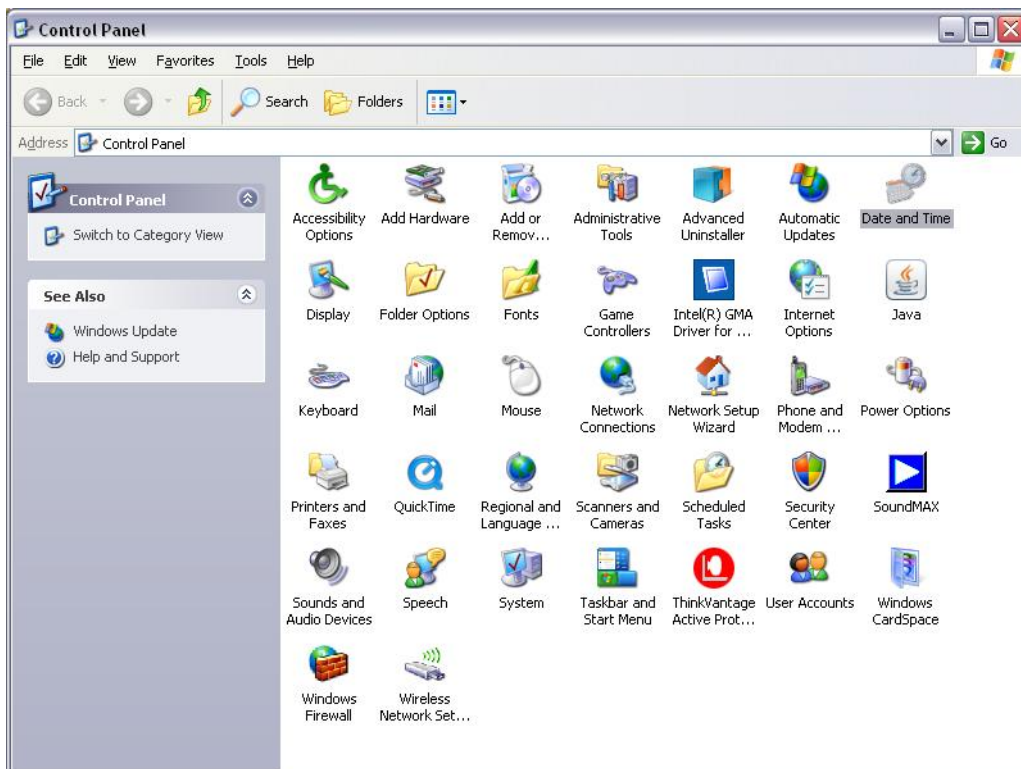 Control Panel
File Edit View Favorites Tools Help
Back Search Folders
Address Control Panel Go
Control Panel
Switch to Category View
See Also
Windows Update
Help and Support
Accessibility Options
Add Hardware
Add or Remov...
Administrative Tools
Advanced Uninstaller
Automatic Updates
Date and Time
Display
Folder Options
Fonts
Game Controllers
Intel(R) GMA Driver for ...
Internet Options
Java
Keyboard
Mail
Mouse
Network Connections
Network Setup Wizard
Phone and Modem ...
Power Options
Printers and Faxes
QuickTime
Regional and Language ...
Scanners and Cameras
Scheduled Tasks
Security Center
SoundMAX
Sounds and Audio Devices
Speech
System
Taskbar and Start Menu
ThinkVantage Active Prot...
User Accounts
Windows CardSpace
Windows Firewall
Wireless Network Set...